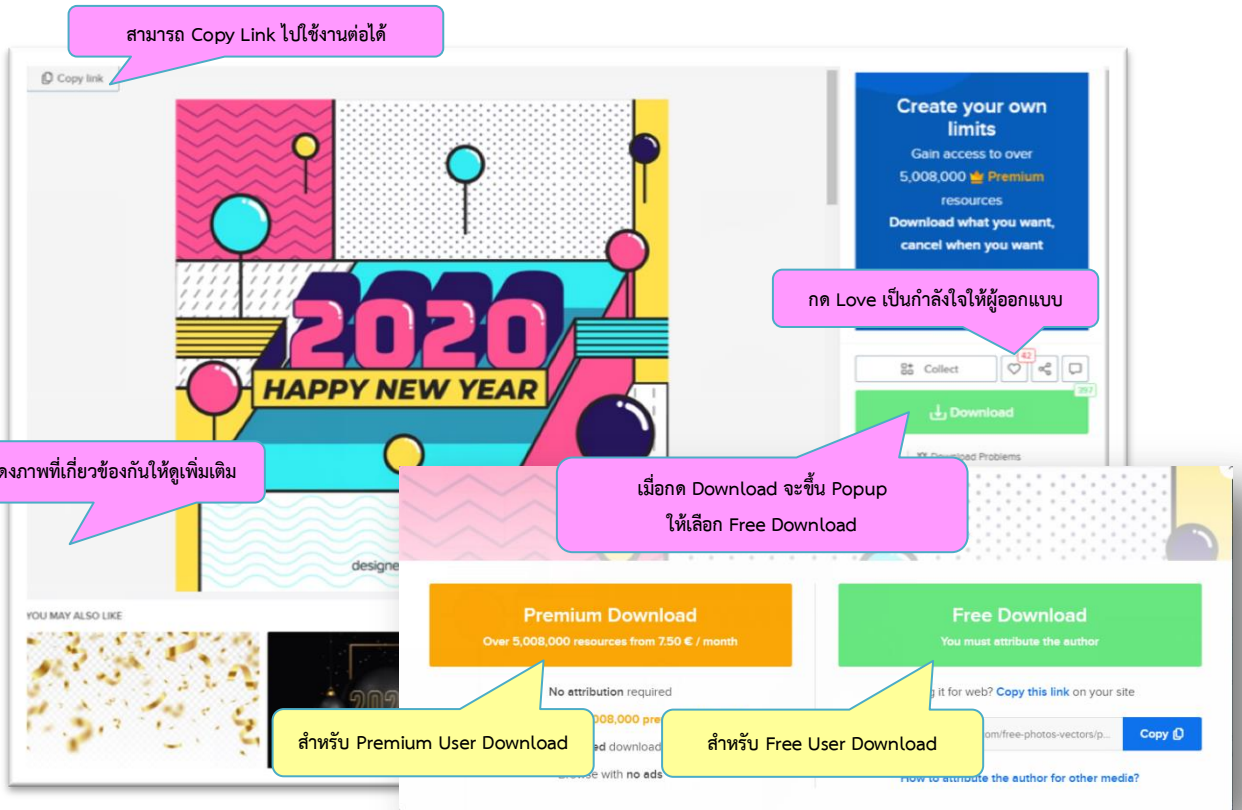 สามารถ Copy Link ไปใช้งานต่อได้
Copy link
Create your own
limits
Gain access to over
5,008,000 Premium
resources
Download what you want,
cancel when you want
กด Love เป็นกำลังใจให้ผู้ออกแบบ
2020
HAPPY NEW YEAR
Collect
42
397
Download
Download Problems
ภาพที่เกี่ยวข้องกันให้ดูเพิ่มเติม
เมื่อกด Download จะขึ้น Popup
ให้เลือก Free Download
YOU MAY ALSO LIKE
Premium Download
Over 5,008,000 resources from 7.50 € / month
No attribution required
with no ads
สำหรับ Premium User Download
Free Download
You must attribute the author
it for web? Copy this link on your site
om/free-photos-vectors/p...
Copy
How to attribute the author for other media?
สำหรับ Free User Download